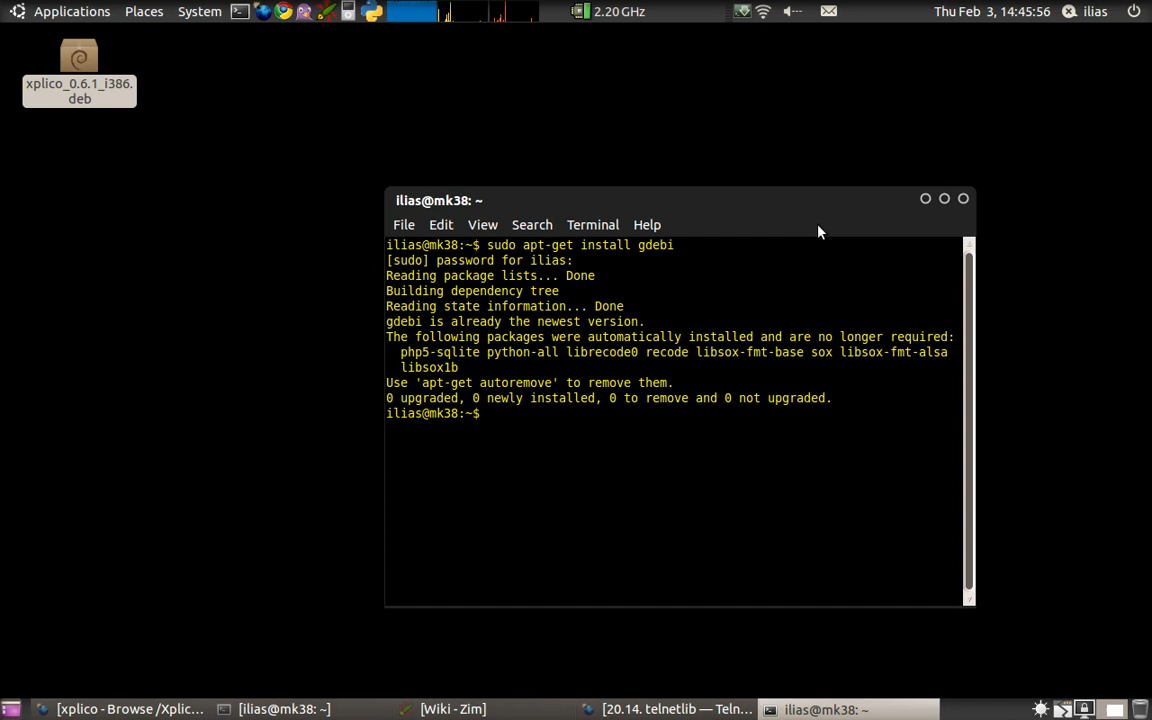 Applications Places System 2.20 GHz Thu Feb 3, 14:45:56 ilias
xplico_0.6.1_i386.
deb
ilias@mk38: ~
File Edit View Search Terminal Help
ilias@mk38:~$ sudo apt-get install gdebi
[sudo] password for ilias:
Reading package lists... Done
Building dependency tree
Reading state information... Done
gdebi is already the newest version.
The following packages were automatically installed and are no longer required:
php5-sqlite python-all librecode0 recode libsox-fmt-base sox libsox-fmt-alsa
libsox1b
Use 'apt-get autoremove' to remove them.
0 upgraded, 0 newly installed, 0 to remove and 0 not upgraded.
ilias@mk38:~$
[xplico - Browse /Xplic... [ilias@mk38: ~] [Wiki - Zim] [20.14. telnetlib — Teln... ilias@mk38: ~